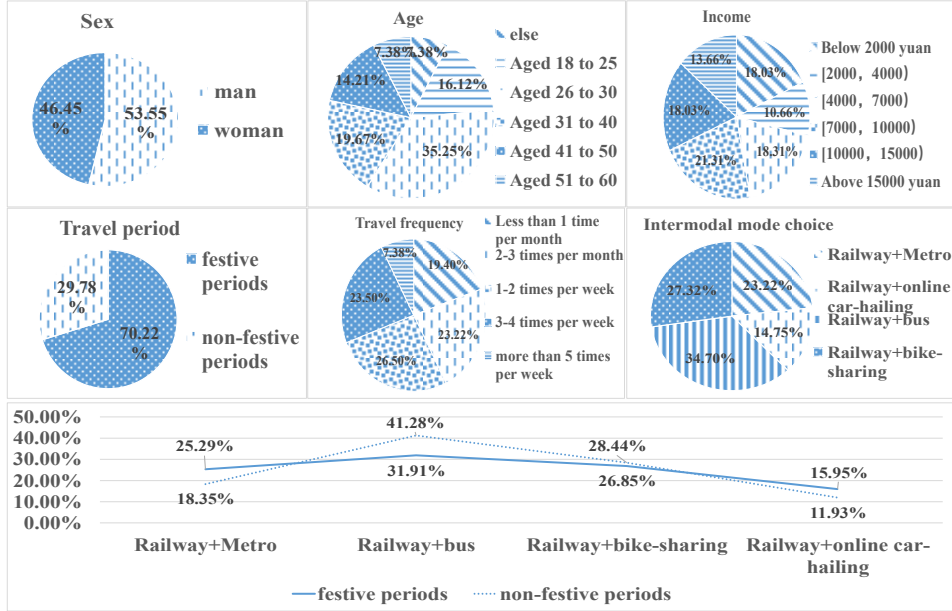 Sex
46.45
%
53.55
%
man
woman
Age
7.38%
7.38%
16.12%
35.25%
19.67%
14.21%
else
Aged 18 to 25
Aged 26 to 30
Aged 31 to 40
Aged 41 to 50
Aged 51 to 60
Income
13.66%
18.03%
10.66%
18.31%
21.31%
18.03%
Below 2000 yuan
[2000，4000)
[4000，7000)
[7000，10000)
[10000，15000)
Above 15000 yuan
Travel period
29.78
%
70.22
%
festive
periods
non-festive
periods
Travel frequency
7.38%
19.40%
23.22%
26.50%
23.50%
Less than 1 time
per month
2-3 times per month
1-2 times per week
3-4 times per week
more than 5 times
per week
Intermodal mode choice
27.32%
23.22%
14.75%
34.70%
Railway+Metro
Railway+online
car-hailing
Railway+bus
Railway+bike-
sharing
50.00%
40.00%
30.00%
20.00%
10.00%
0.00%
25.29%
18.35%
41.28%
31.91%
28.44%
26.85%
15.95%
11.93%
Railway+Metro
Railway+bus
Railway+bike-sharing
Railway+online car-
hailing
festive periods
non-festive periods